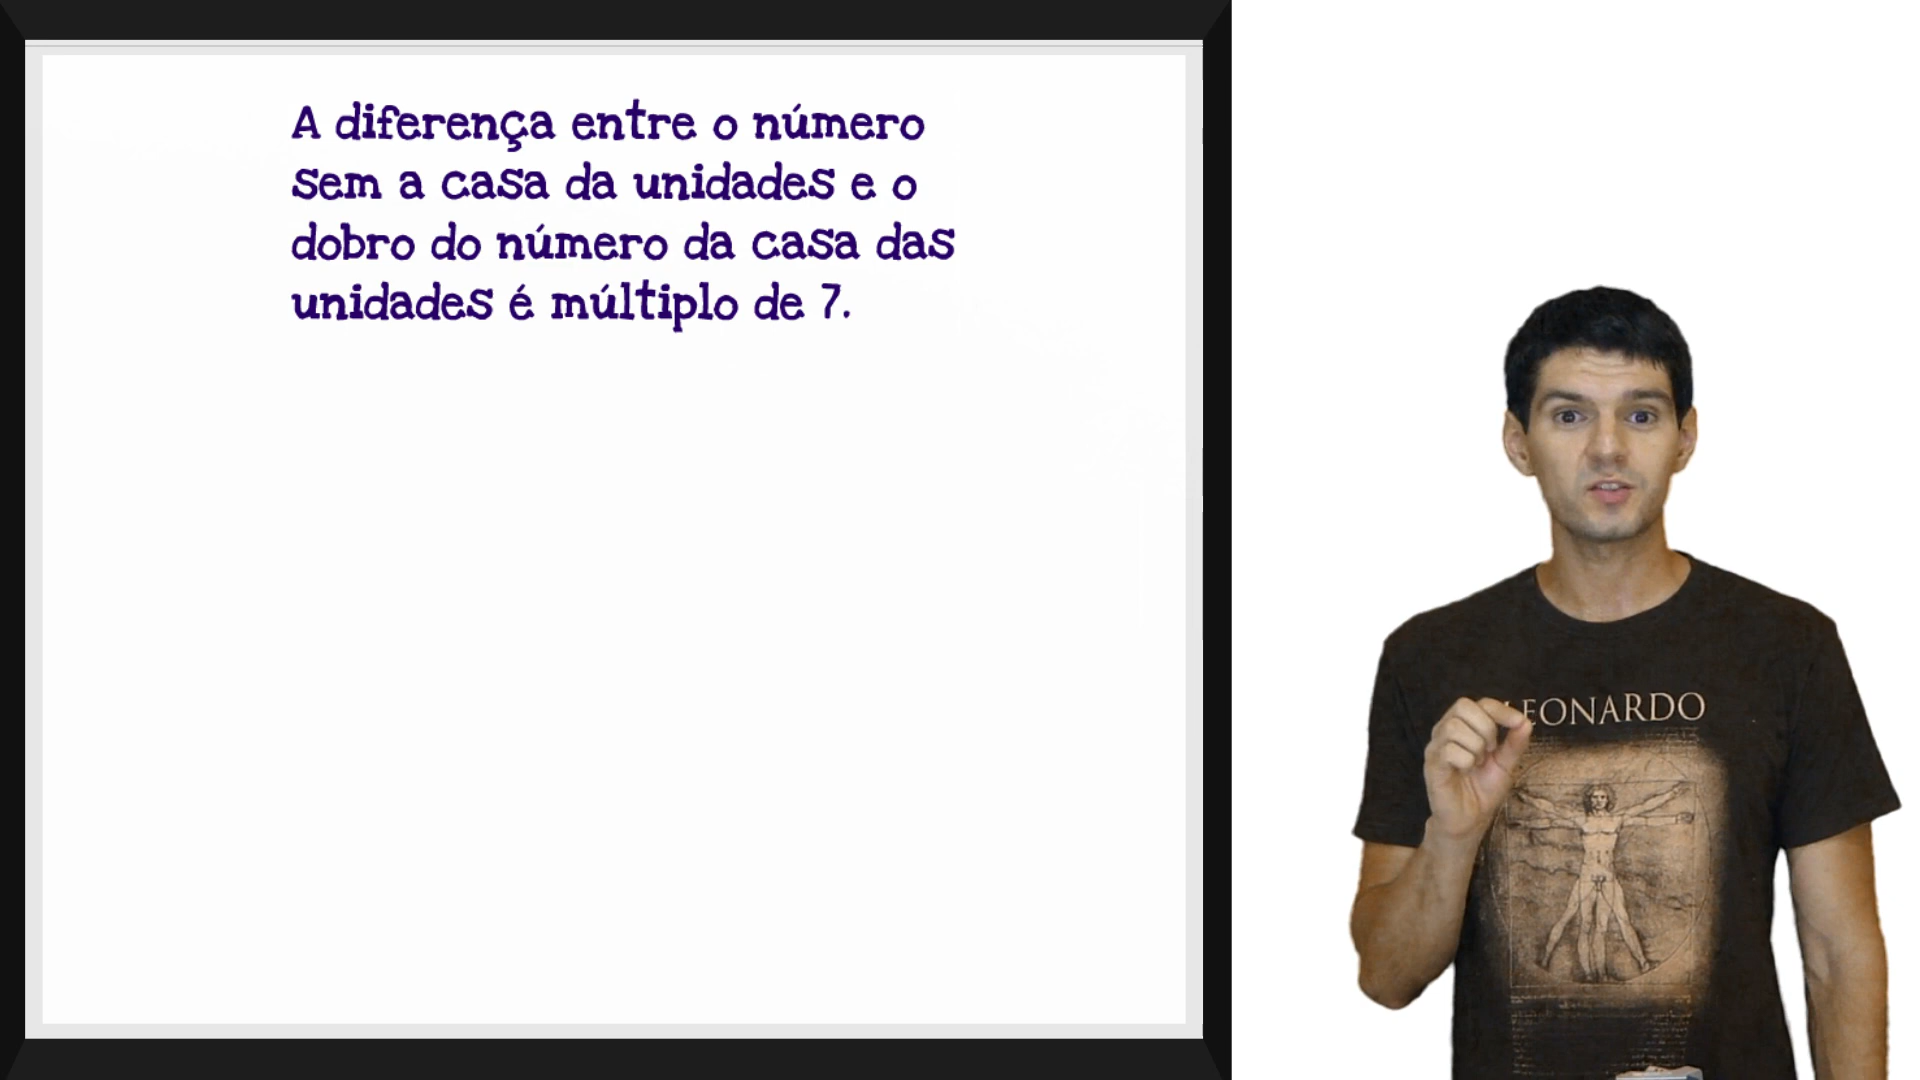 A diferença entre o número
sem a casa da unidades e o
dobro do número da casa das
unidades é múltiplo de 7.
LEONARDO